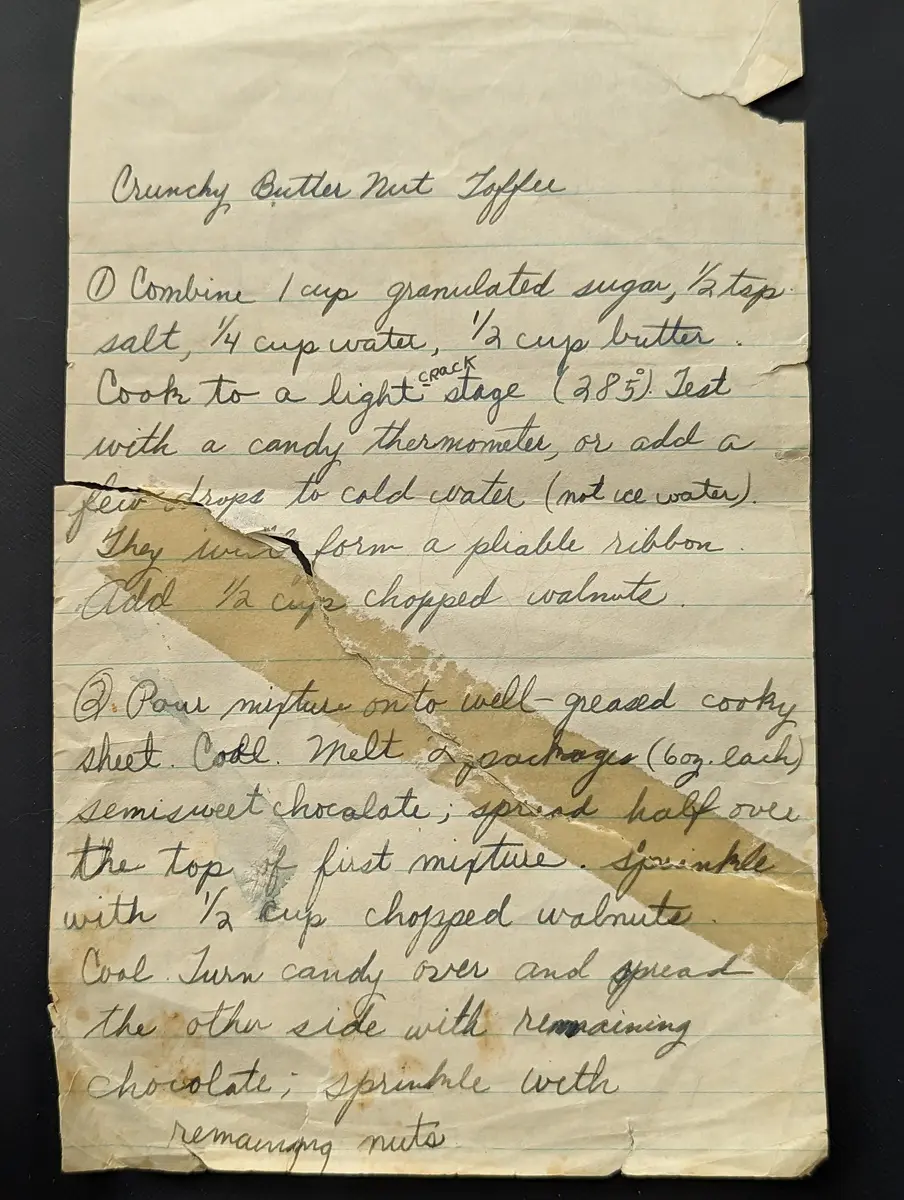 Crunchy Butter Nut Toffee
① Combine 1 cup granulated sugar, 1/2 tsp.
salt, 1/4 cup water, 1/2 cup butter.
Cook to a light crack stage (285°). Test
with a candy thermometer, or add a
few drops to cold water (not ice water).
They will form a pliable ribbon.
Add 1/2 cup chopped walnuts.
② Pour mixture on to well-greased cooky
sheet. Cool. Melt 2 packages (6oz. each)
semisweet chocalate; spread half over
the top of first mixture. Sprinkle
with 1/2 cup chopped walnuts.
Cool. Turn candy over and spread
the other side with remaining
chocolate; sprinkle with
remaining nuts.